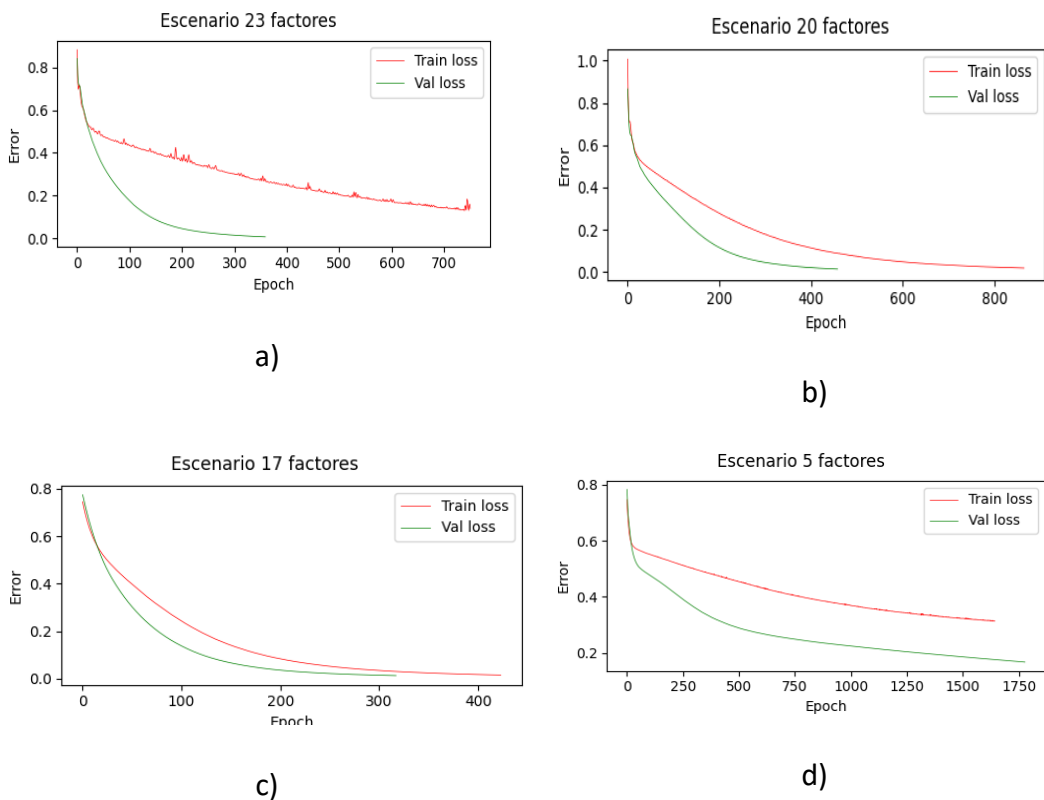 Escenario 23 factores
Train loss
Val loss
Error
0.8
0.6
0.4
0.2
0.0
0 100 200 300 400 500 600 700
Epoch
a)
Escenario 20 factores
Train loss
Val loss
Error
1.0
0.8
0.6
0.4
0.2
0.0
0 200 400 600 800
Epoch
b)
Escenario 17 factores
Train loss
Val loss
Error
0.8
0.6
0.4
0.2
0.0
0 100 200 300 400
Epoch
c)
Escenario 5 factores
Train loss
Val loss
Error
0.8
0.6
0.4
0.2
0 250 500 750 1000 1250 1500 1750
Epoch
d)